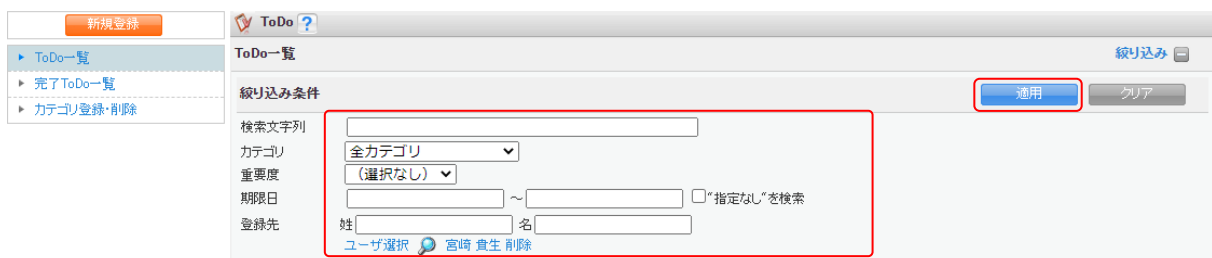 新規登録
ToDo一覧
完了ToDo一覧
カテゴリ登録・削除
ToDo ?
ToDo一覧 絞り込み
絞り込み条件 適用 クリア
検索文字列
カテゴリ 全カテゴリ
重要度 （選択なし）
期限日 ～ "指定なし"を検索
登録先 姓 名
ユーザ選択 宮崎 貴生 削除